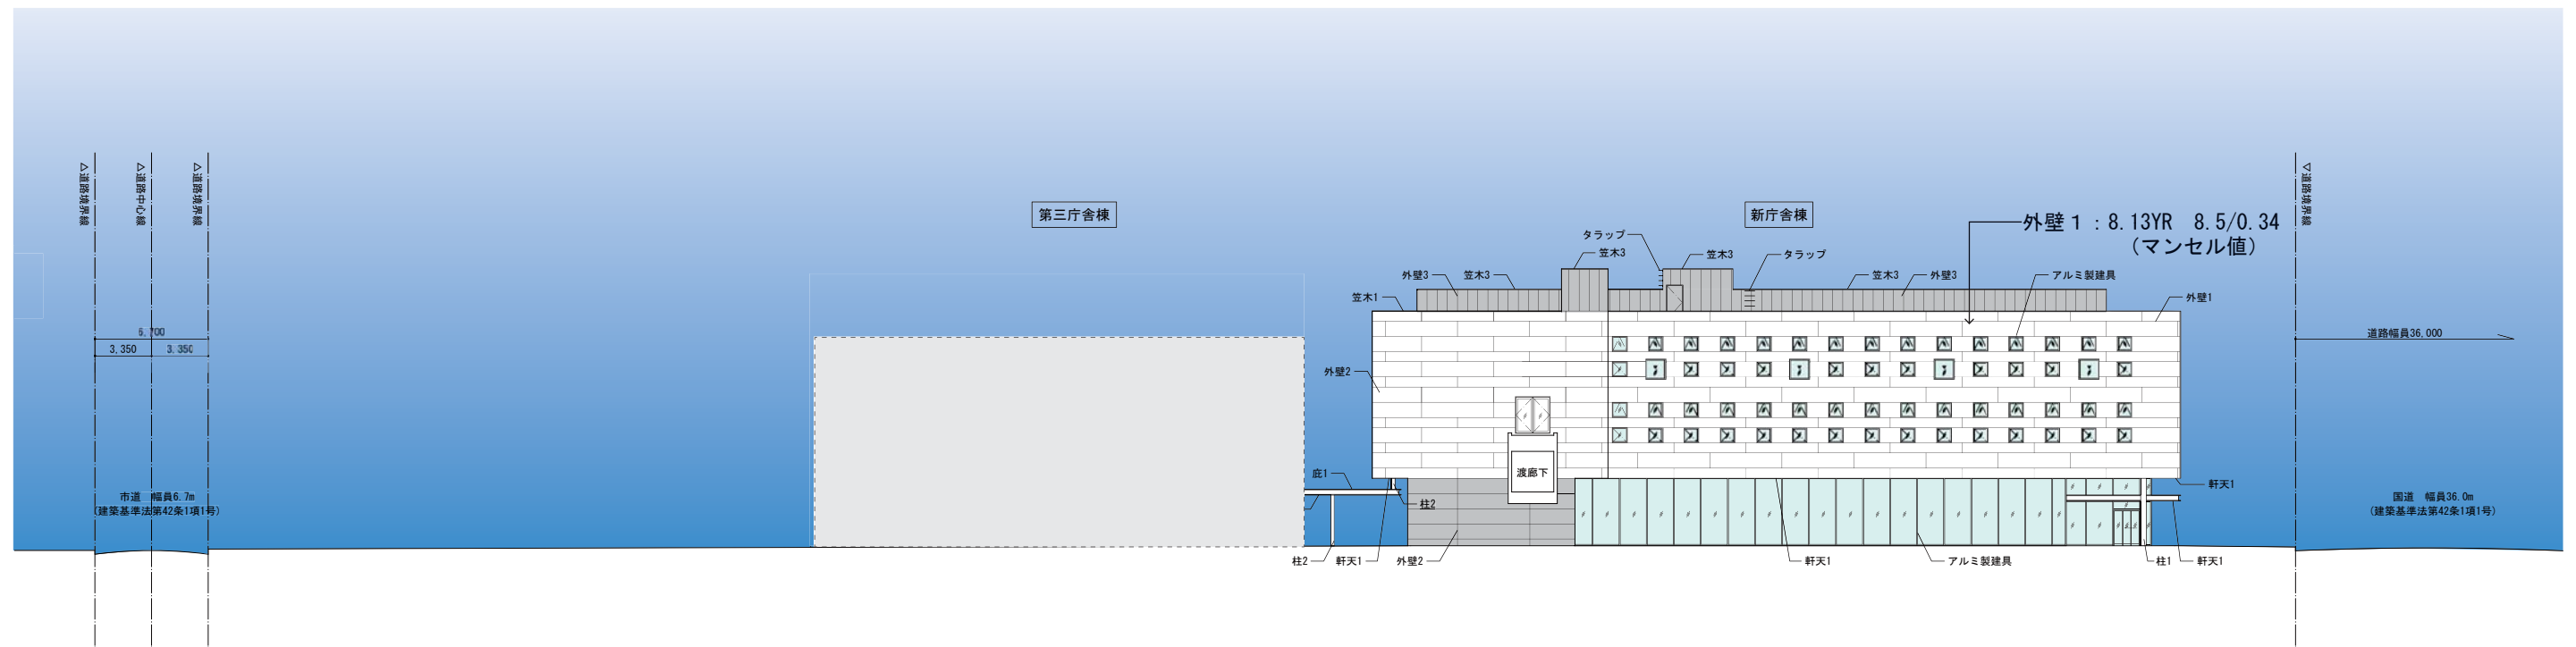 △道路境界線
△道路中心線
△道路境界線
6,700
3,350
3,350
市道　幅員6.7m
(建築基準法第42条1項1号)
第三庁舎棟
新庁舎棟
外壁１：8.13YR　8.5/0.34
（マンセル値）
△道路境界線
タラップ
笠木3
笠木3
タラップ
外壁3
笠木3
笠木3
外壁3
アルミ製建具
笠木1
外壁1
道路幅員36,000
外壁2
渡廊下
庇1
柱2
軒天1
国道　幅員36.0m
(建築基準法第42条1項1号)
柱2
軒天1
外壁2
軒天1
アルミ製建具
柱1
軒天1